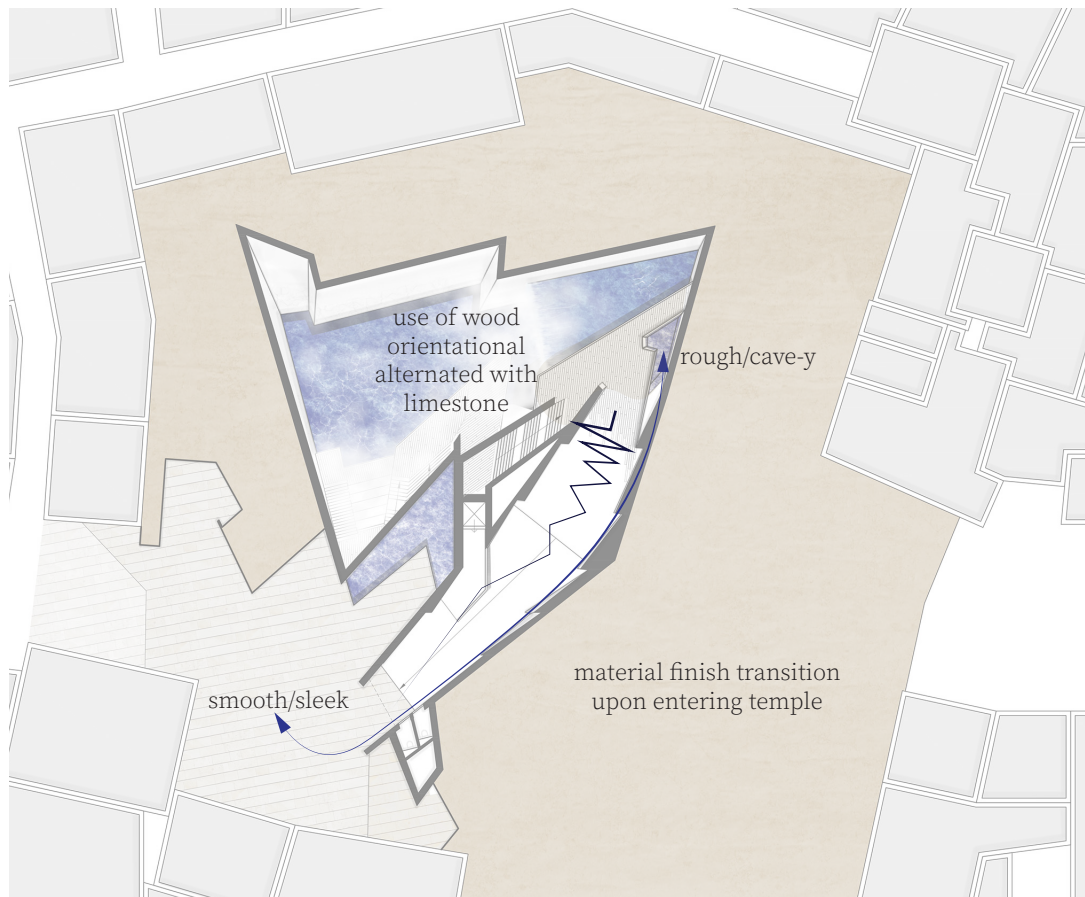 use of wood
orientational
alternated with
limestone
rough/cave-y
material finish transition
upon entering temple
smooth/sleek